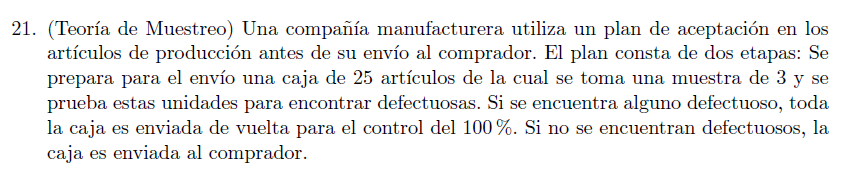 21. (Teoría de Muestreo) Una compañía manufacturera utiliza un plan de aceptación en los
artículos de producción antes de su envío al comprador. El plan consta de dos etapas: Se
prepara para el envío una caja de 25 artículos de la cual se toma una muestra de 3 y se
prueba estas unidades para encontrar defectuosas. Si se encuentra alguno defectuoso, toda
la caja es enviada de vuelta para el control del 100 %. Si no se encuentran defectuosos, la
caja es enviada al comprador.